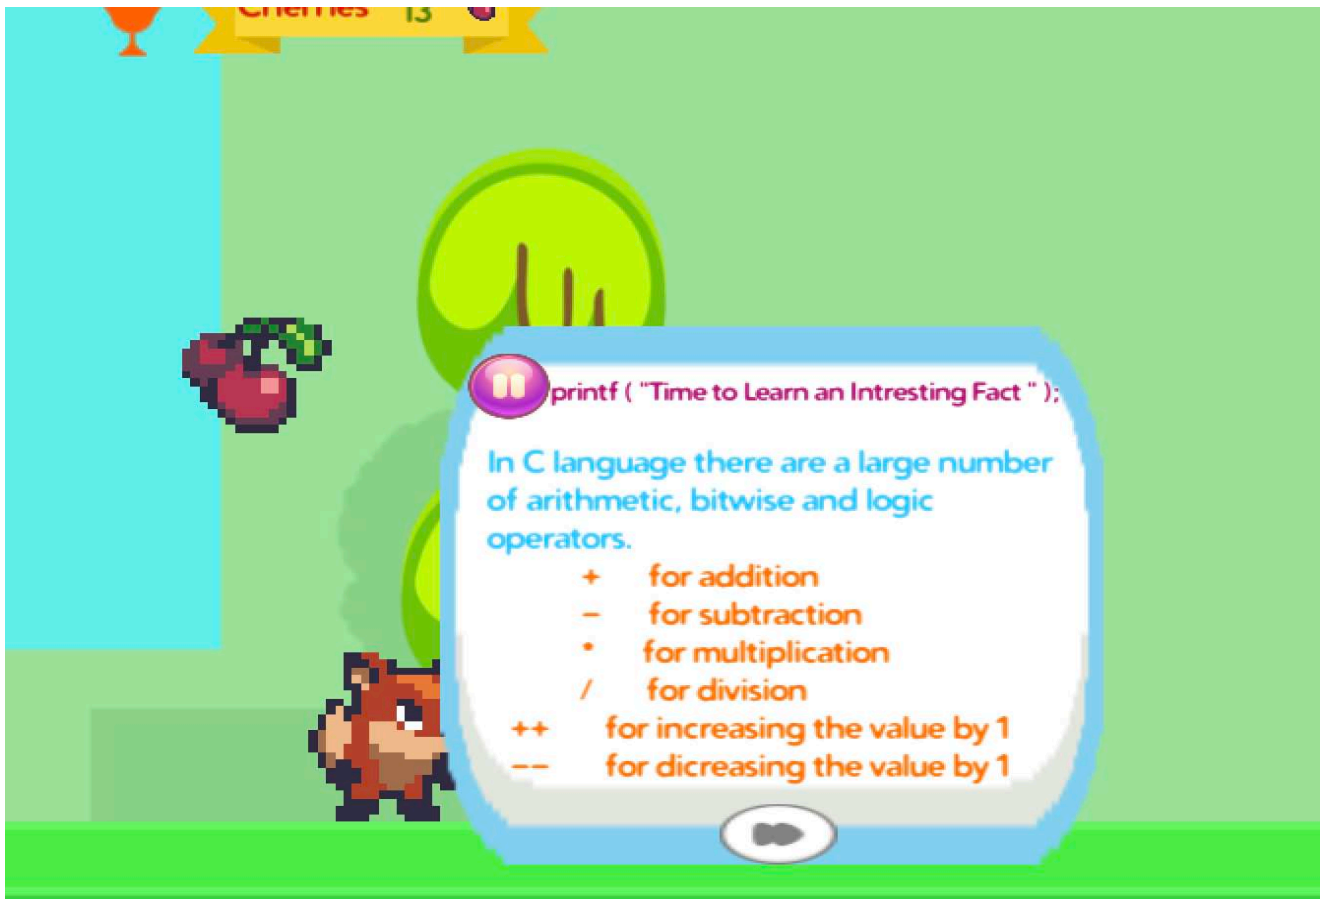 Cherries 13
printf ( "Time to Learn an Intresting Fact " );
In C language there are a large number
of arithmetic, bitwise and logic
operators.
+ for addition
- for subtraction
* for multiplication
/ for division
++ for increasing the value by 1
-- for dicreasing the value by 1